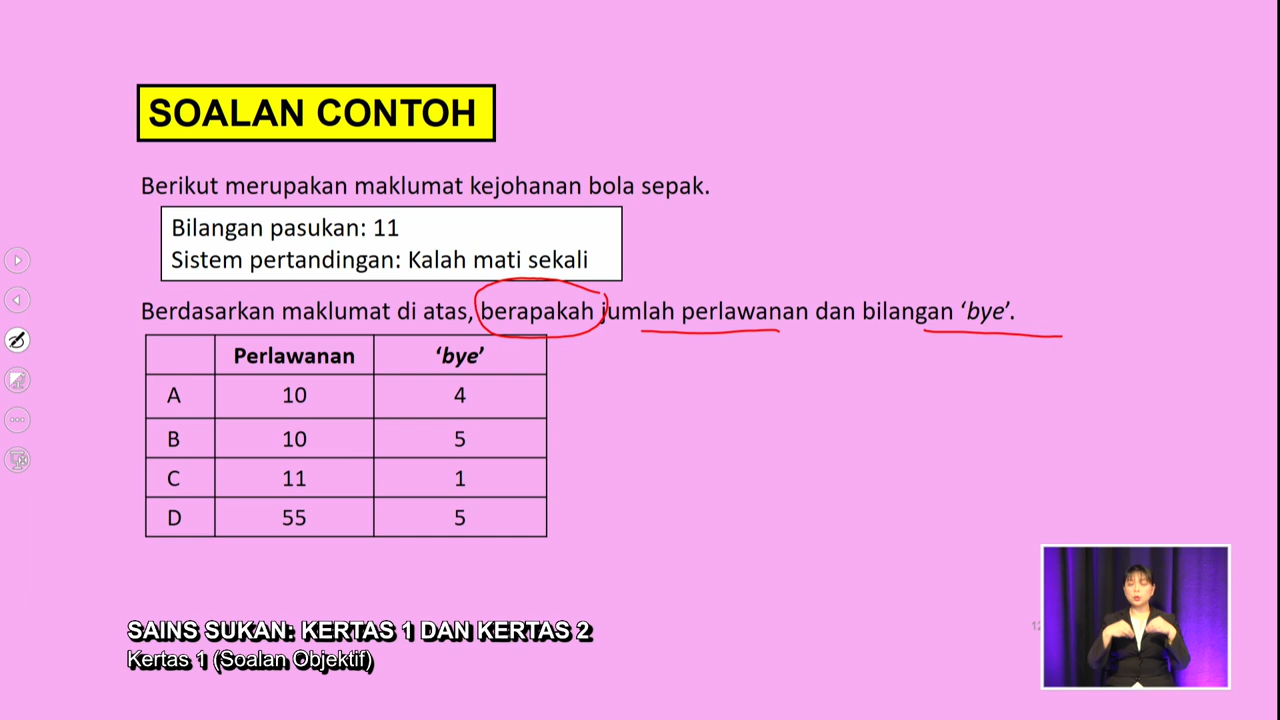 SOALAN CONTOH
Berikut merupakan maklumat kejohanan bola sepak.
Bilangan pasukan: 11
Sistem pertandingan: Kalah mati sekali
Berdasarkan maklumat di atas, berapakah jumlah perlawanan dan bilangan ‘bye’.
Perlawanan ‘bye’
A 10 4
B 10 5
C 11 1
D 55 5
SAINS SUKAN: KERTAS 1 DAN KERTAS 2
Kertas 1 (Soalan Objektif)